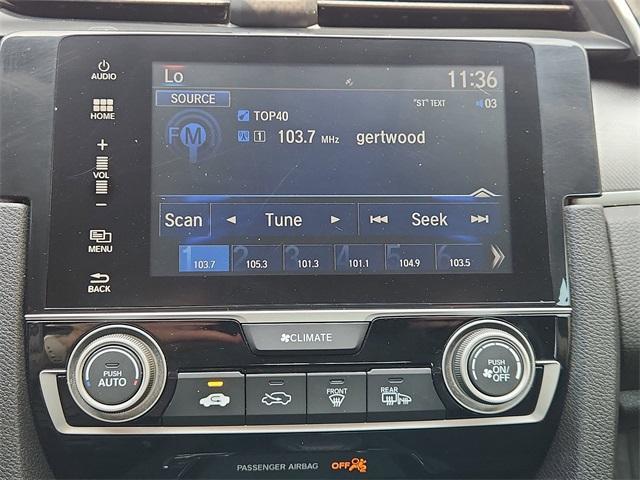 AUDIO
Lo 11:36
SOURCE "ST" TEXT 03
TOP40
HOME
FM 1 103.7 MHz gertwood
+
VOL
−
Scan Tune Seek
MENU
1 2 3 4 5 6
103.7 105.3 101.3 101.1 104.9 103.5
BACK
CLIMATE
PUSH AUTO
PUSH ON/OFF
FRONT REAR
PASSENGER AIRBAG OFF